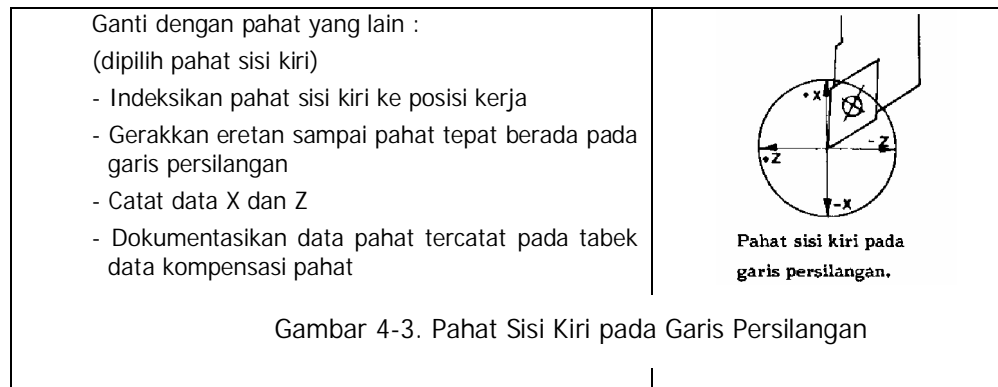 Ganti dengan pahat yang lain :
(dipilih pahat sisi kiri)
- Indeksikan pahat sisi kiri ke posisi kerja
- Gerakkan eretan sampai pahat tepat berada pada
garis persilangan
- Catat data X dan Z
- Dokumentasikan data pahat tercatat pada tabek
data kompensasi pahat
+X
-Z
+Z
-X
Pahat sisi kiri pada
garis persilangan.
Gambar 4-3. Pahat Sisi Kiri pada Garis Persilangan